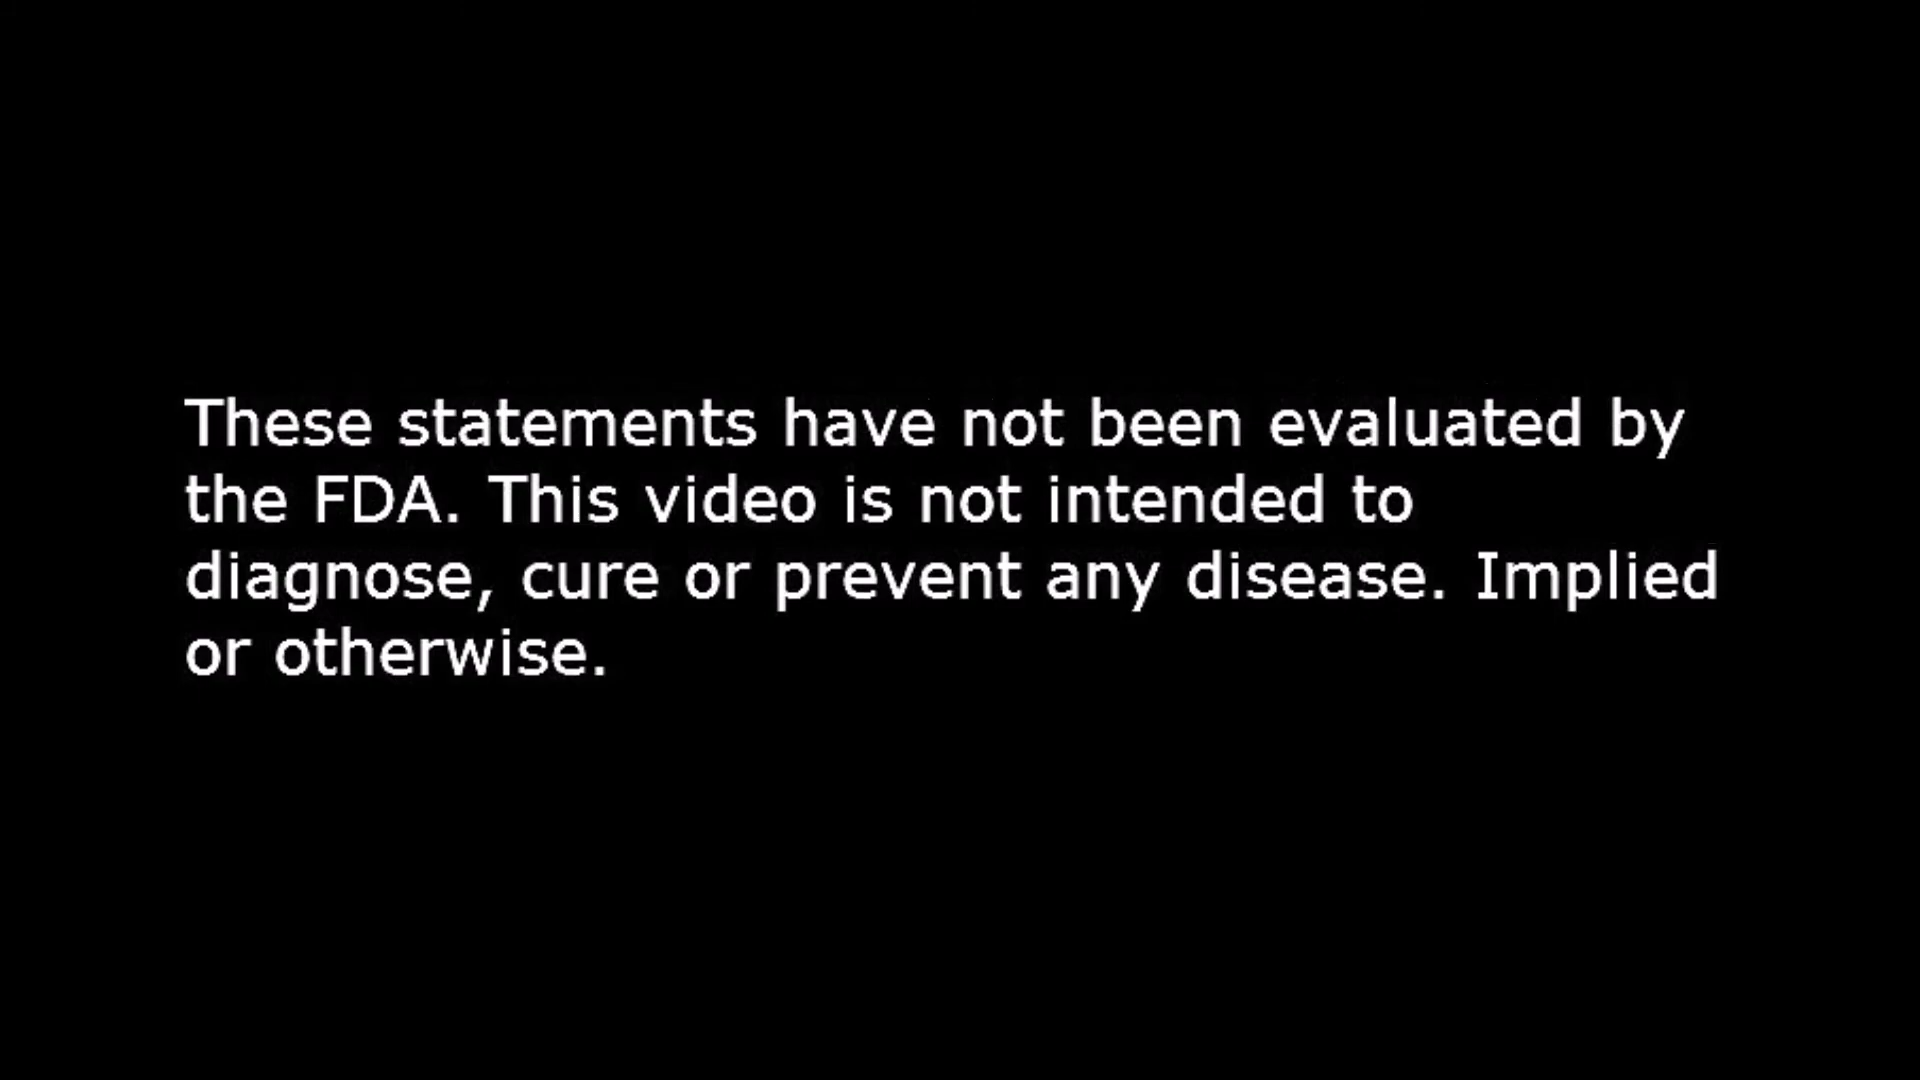 These statements have not been evaluated by
the FDA. This video is not intended to
diagnose, cure or prevent any disease. Implied
or otherwise.